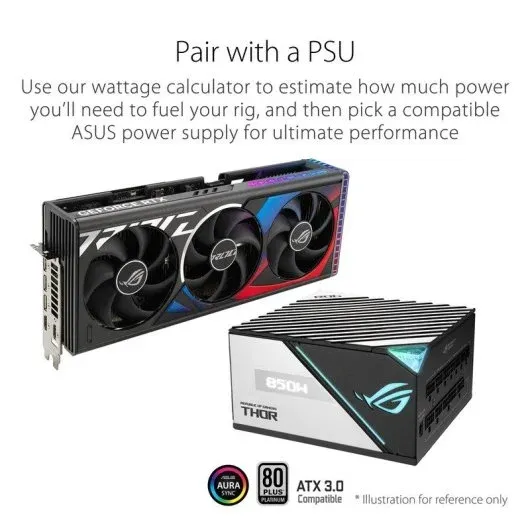 Pair with a PSU
Use our wattage calculator to estimate how much power
you'll need to fuel your rig, and then pick a compatible
ASUS power supply for ultimate performance
GEFORCE RTX
850W
REPUBLIC OF GAMERS
THOR
ASUS
AURA
SYNC
80
PLUS
PLATINUM
ATX 3.0
Compatible
* Illustration for reference only